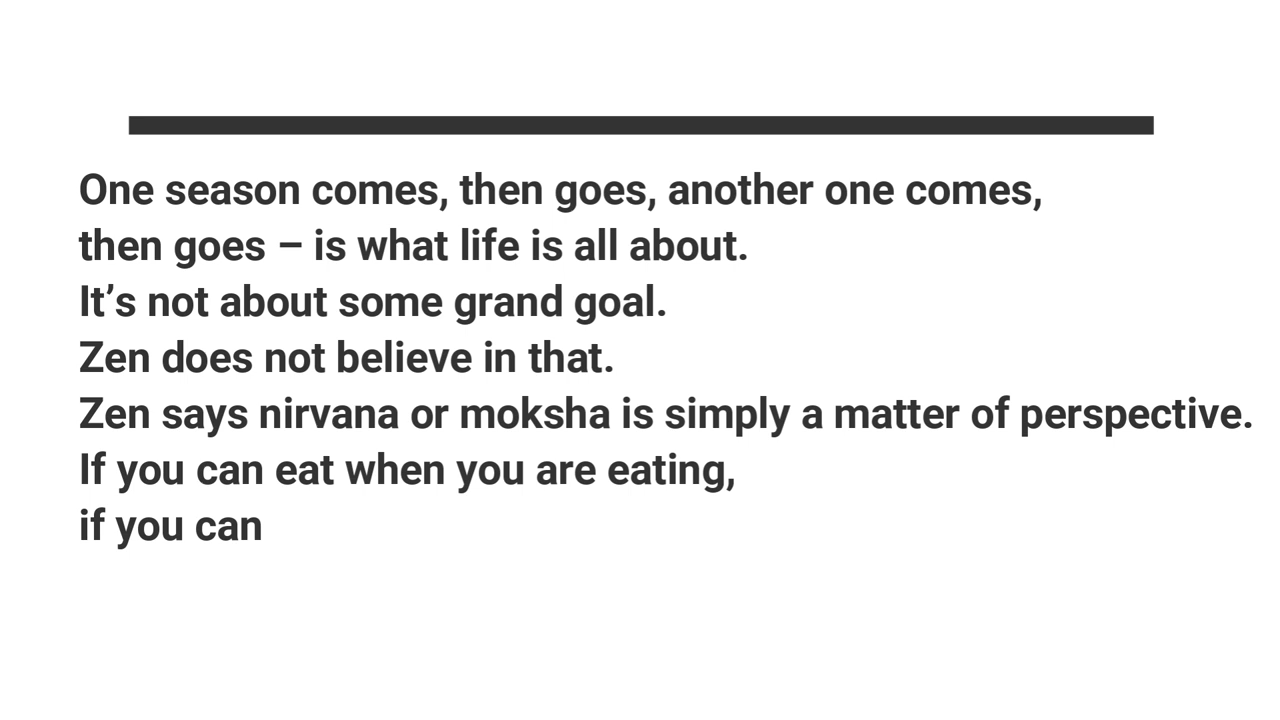 One season comes, then goes, another one comes,
then goes – is what life is all about.
It’s not about some grand goal.
Zen does not believe in that.
Zen says nirvana or moksha is simply a matter of perspective.
If you can eat when you are eating,
if you can